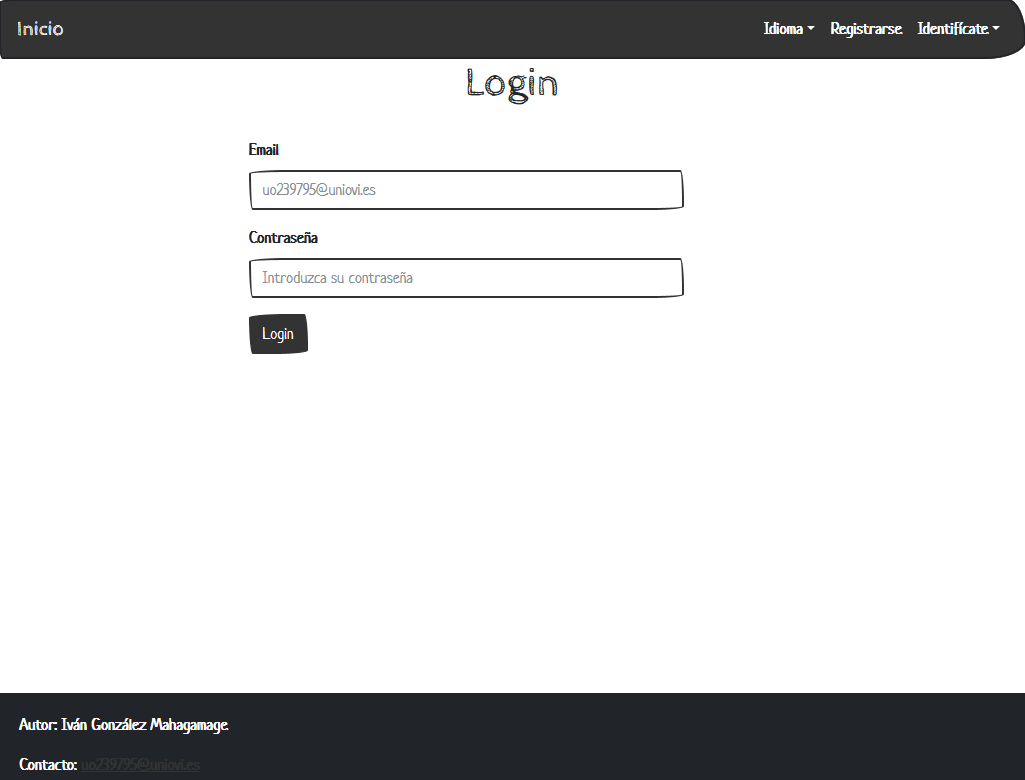 Inicio Idioma Registrarse Identifícate
Login
Email
uo239795@uniovi.es
Contraseña
Introduzca su contraseña
Login
Autor: Iván González Mahagamage
Contacto: uo239795@uniovi.es